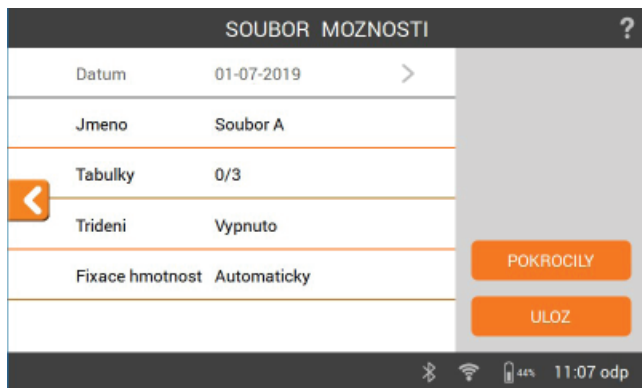 SOUBOR MOZNOSTI ?
Datum 01-07-2019
Jmeno Soubor A
Tabulky 0/3
Trideni Vypnuto
Fixace hmotnost Automaticky
POKROCILY
ULOZ
44% 11:07 odp